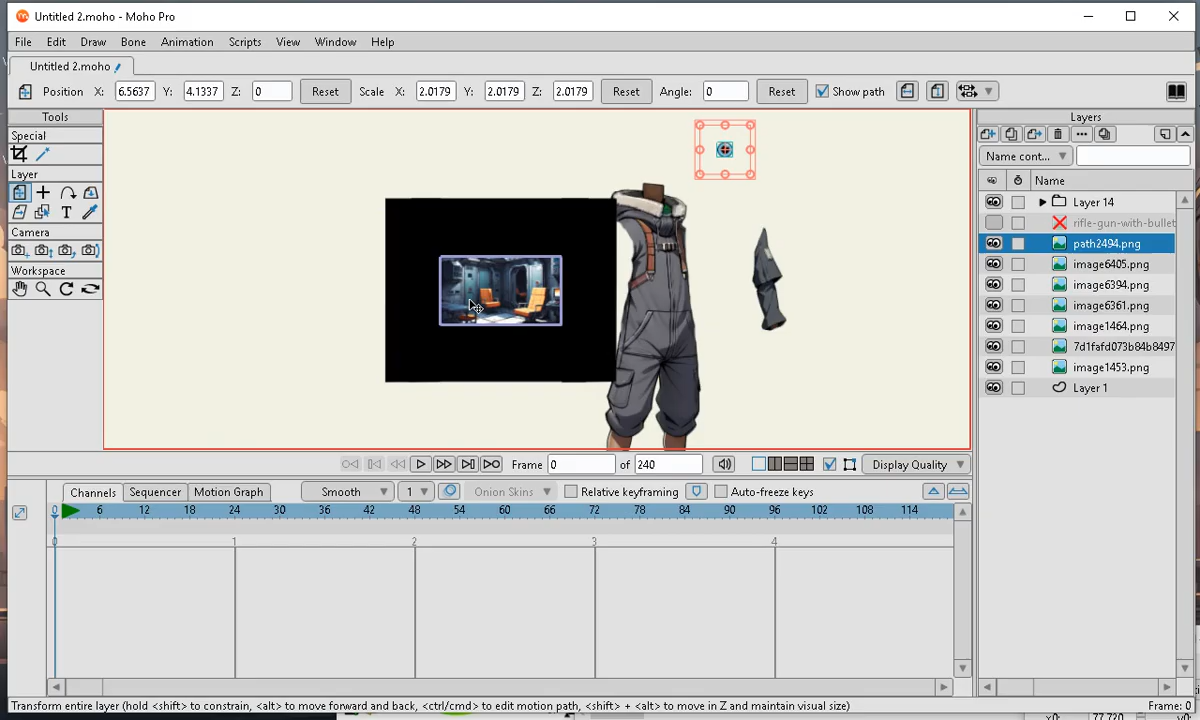 Untitled 2.moho - Moho Pro
File Edit Draw Bone Animation Scripts View Window Help
Untitled 2.moho
Position X: 6.5637 Y: 4.1337 Z: 0 Reset Scale X: 2.0179 Y: 2.0179 Z: 2.0179 Reset Angle: 0 Reset Show path
Tools
Special
Layer
Camera
Workspace
Layers
Name cont...
Name
Layer 14
rifle-gun-with-bullet
path2494.png
image6405.png
image6394.png
image6361.png
image1464.png
7d1fafd073b84b8497
image1453.png
Layer 1
Frame 0 of 240 Display Quality
Channels Sequencer Motion Graph Smooth 1 Onion Skins Relative keyframing Auto-freeze keys
0 6 12 18 24 30 36 42 48 54 60 66 72 78 84 90 96 102 108 114
0 1 2 3 4
Transform entire layer (hold <shift> to constrain, <alt> to move forward and back, <ctrl/cmd> to edit motion path, <shift> + <alt> to move in Z and maintain visual size) Frame: 0